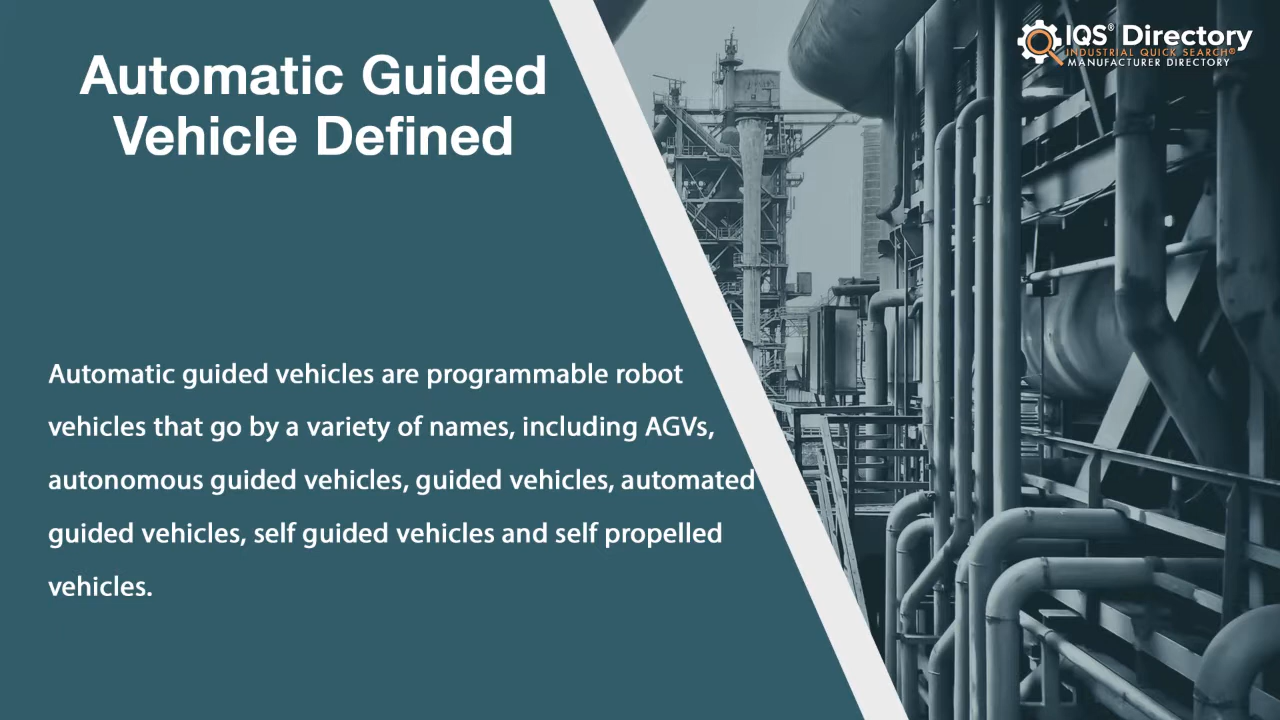 Automatic Guided
Vehicle Defined
IQS® Directory
INDUSTRIAL QUICK SEARCH®
MANUFACTURER DIRECTORY
Automatic guided vehicles are programmable robot
vehicles that go by a variety of names, including AGVs,
autonomous guided vehicles, guided vehicles, automated
guided vehicles, self guided vehicles and self propelled
vehicles.